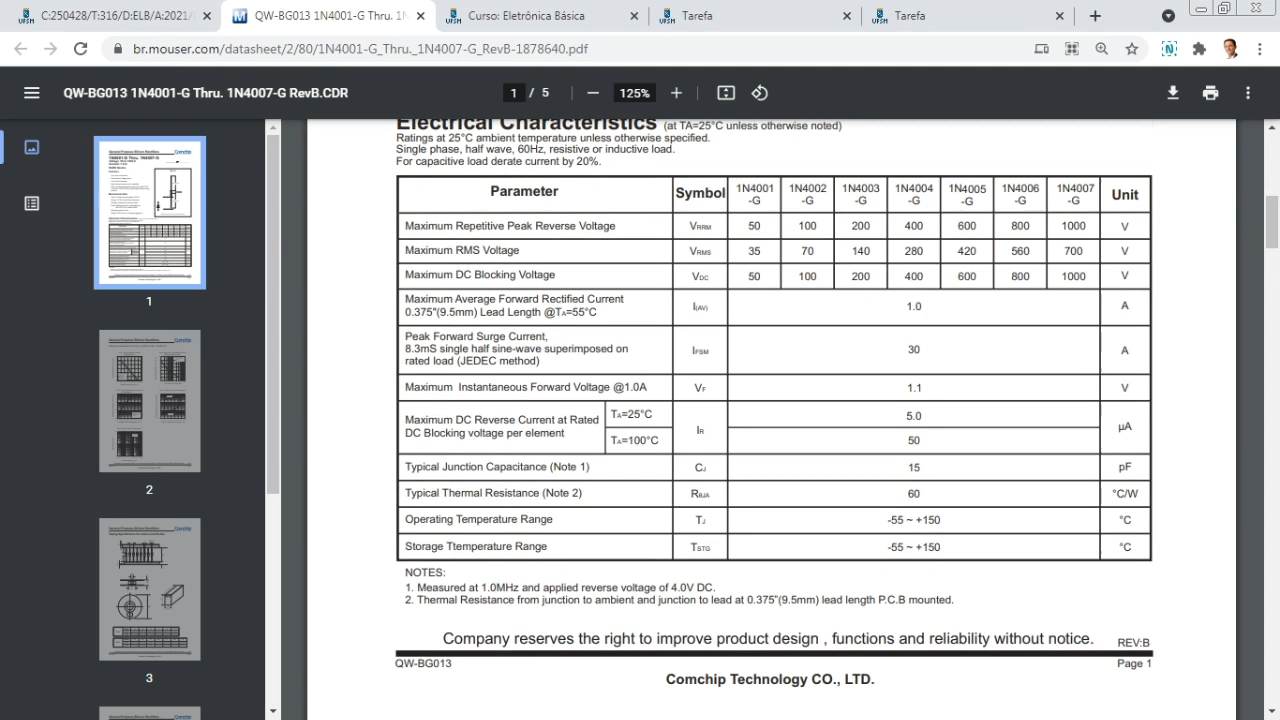 C:250428/T:316/D:ELB/A:2021/
QW-BG013 1N4001-G Thru. 1N
Curso: Eletrônica Básica
Tarefa
Tarefa
br.mouser.com/datasheet/2/80/1N4001-G_Thru._1N4007-G_RevB-1878640.pdf
QW-BG013 1N4001-G Thru. 1N4007-G RevB.CDR
1 / 5
125%
Electrical Characteristics (at TA=25°C unless otherwise noted)
Ratings at 25°C ambient temperature unless otherwise specified.
Single phase, half wave, 60Hz, resistive or inductive load.
For capacitive load derate current by 20%.
Parameter Symbol 1N4001 -G 1N4002 -G 1N4003 -G 1N4004 -G 1N4005 -G 1N4006 -G 1N4007 -G Unit
Maximum Repetitive Peak Reverse Voltage VRRM 50 100 200 400 600 800 1000 V
Maximum RMS Voltage VRMS 35 70 140 280 420 560 700 V
Maximum DC Blocking Voltage VDC 50 100 200 400 600 800 1000 V
Maximum Average Forward Rectified Current
0.375"(9.5mm) Lead Length @TA=55°C I(AV) 1.0 A
Peak Forward Surge Current,
8.3mS single half sine-wave superimposed on
rated load (JEDEC method) IFSM 30 A
Maximum Instantaneous Forward Voltage @1.0A VF 1.1 V
Maximum DC Reverse Current at Rated
DC Blocking voltage per element
TA=25°C
TA=100°C
IR
5.0
50
µA
Typical Junction Capacitance (Note 1) CJ 15 pF
Typical Thermal Resistance (Note 2) RθJA 60 °C/W
Operating Temperature Range TJ -55 ~ +150 °C
Storage Ttemperature Range TSTG -55 ~ +150 °C
NOTES:
1. Measured at 1.0MHz and applied reverse voltage of 4.0V DC.
2. Thermal Resistance from junction to ambient and junction to lead at 0.375"(9.5mm) lead length P.C.B mounted.
Company reserves the right to improve product design , functions and reliability without notice.
REV:B
QW-BG013
Page 1
Comchip Technology CO., LTD.
1
2
3